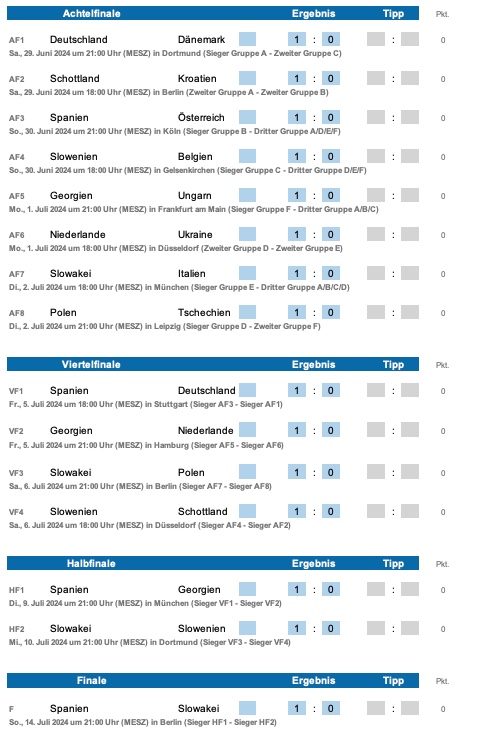 Achtelfinale Ergebnis Tipp Pkt.
AF1 Deutschland Dänemark 1 : 0 : 0
Sa., 29. Juni 2024 um 21:00 Uhr (MESZ) in Dortmund (Sieger Gruppe A - Zweiter Gruppe C)
AF2 Schottland Kroatien 1 : 0 : 0
Sa., 29. Juni 2024 um 18:00 Uhr (MESZ) in Berlin (Zweiter Gruppe A - Zweiter Gruppe B)
AF3 Spanien Österreich 1 : 0 : 0
So., 30. Juni 2024 um 21:00 Uhr (MESZ) in Köln (Sieger Gruppe B - Dritter Gruppe A/D/E/F)
AF4 Slowenien Belgien 1 : 0 : 0
So., 30. Juni 2024 um 18:00 Uhr (MESZ) in Gelsenkirchen (Sieger Gruppe C - Dritter Gruppe D/E/F)
AF5 Georgien Ungarn 1 : 0 : 0
Mo., 1. Juli 2024 um 21:00 Uhr (MESZ) in Frankfurt am Main (Sieger Gruppe F - Dritter Gruppe A/B/C)
AF6 Niederlande Ukraine 1 : 0 : 0
Mo., 1. Juli 2024 um 18:00 Uhr (MESZ) in Düsseldorf (Zweiter Gruppe D - Zweiter Gruppe E)
AF7 Slowakei Italien 1 : 0 : 0
Di., 2. Juli 2024 um 18:00 Uhr (MESZ) in München (Sieger Gruppe E - Dritter Gruppe A/B/C/D)
AF8 Polen Tschechien 1 : 0 : 0
Di., 2. Juli 2024 um 21:00 Uhr (MESZ) in Leipzig (Sieger Gruppe D - Zweiter Gruppe F)
Viertelfinale Ergebnis Tipp Pkt.
VF1 Spanien Deutschland 1 : 0 : 0
Fr., 5. Juli 2024 um 18:00 Uhr (MESZ) in Stuttgart (Sieger AF3 - Sieger AF1)
VF2 Georgien Niederlande 1 : 0 : 0
Fr., 5. Juli 2024 um 21:00 Uhr (MESZ) in Hamburg (Sieger AF5 - Sieger AF6)
VF3 Slowakei Polen 1 : 0 : 0
Sa., 6. Juli 2024 um 21:00 Uhr (MESZ) in Berlin (Sieger AF7 - Sieger AF8)
VF4 Slowenien Schottland 1 : 0 : 0
Sa., 6. Juli 2024 um 18:00 Uhr (MESZ) in Düsseldorf (Sieger AF4 - Sieger AF2)
Halbfinale Ergebnis Tipp Pkt.
HF1 Spanien Georgien 1 : 0 : 0
Di., 9. Juli 2024 um 21:00 Uhr (MESZ) in München (Sieger VF1 - Sieger VF2)
HF2 Slowakei Slowenien 1 : 0 : 0
Mi., 10. Juli 2024 um 21:00 Uhr (MESZ) in Dortmund (Sieger VF3 - Sieger VF4)
Finale Ergebnis Tipp Pkt.
F Spanien Slowakei 1 : 0 : 0
So., 14. Juli 2024 um 21:00 Uhr (MESZ) in Berlin (Sieger HF1 - Sieger HF2)